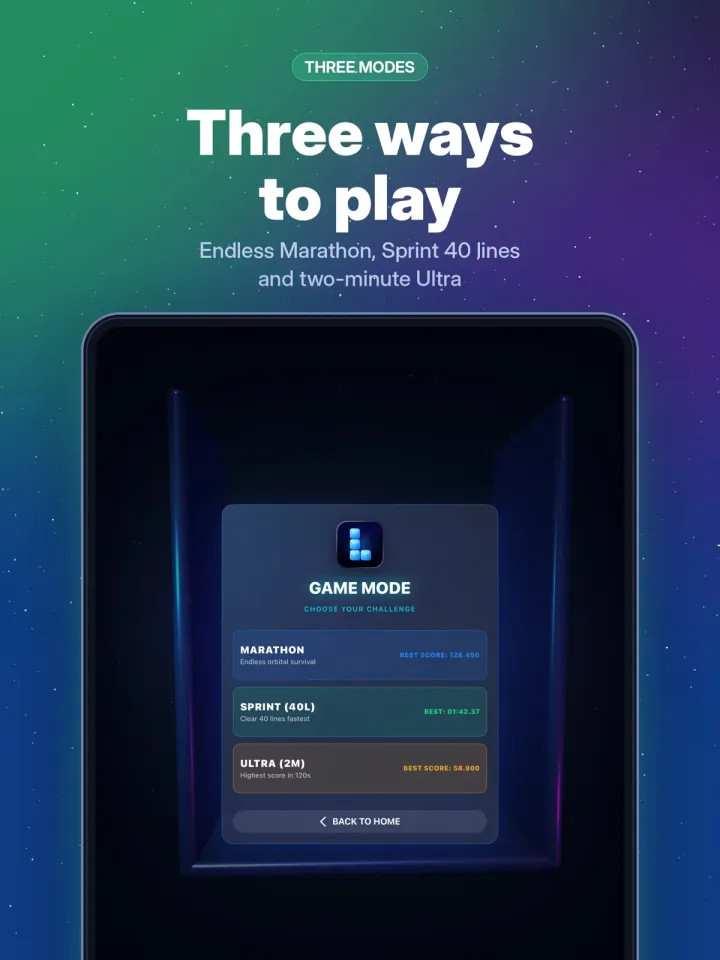 THREE MODES
Three ways
to play
Endless Marathon, Sprint 40 lines
and two-minute Ultra
GAME MODE
CHOOSE YOUR CHALLENGE
MARATHON
Endless orbital survival
BEST SCORE: 128.450
SPRINT (40L)
Clear 40 lines fastest
BEST: 01:42.37
ULTRA (2M)
Highest score in 120s
BEST SCORE: 58.900
BACK TO HOME